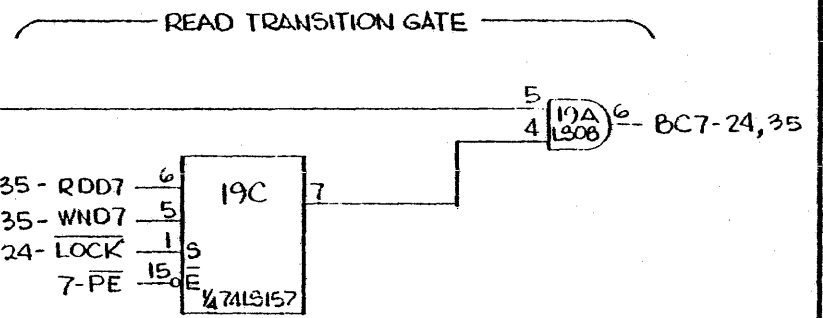 READ TRANSITION GATE
5
4
19A
LS08
6
BC7-24,35
35-RDD7 6
35-WND7 5
24-LOCK 1 S
7-PE 15 E
19C
7
1/4 74LS157